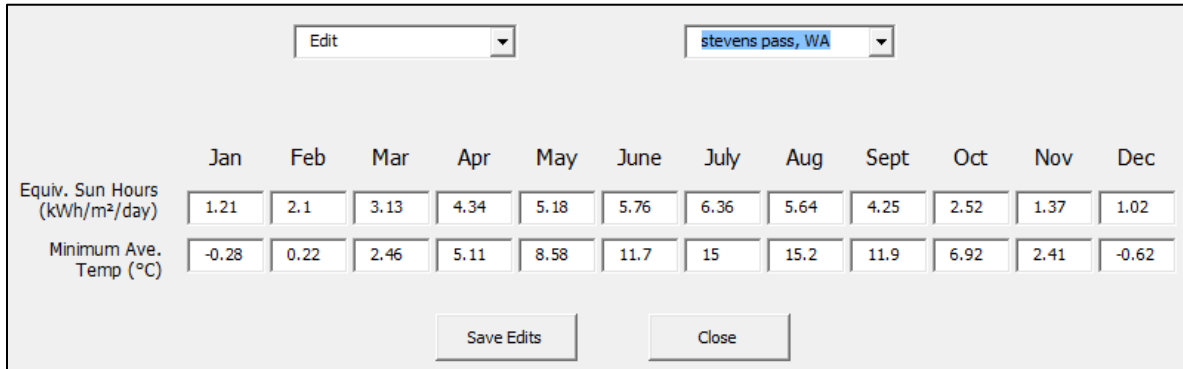 Edit stevens pass, WA
Jan Feb Mar Apr May June July Aug Sept Oct Nov Dec
Equiv. Sun Hours
(kWh/m²/day) 1.21 2.1 3.13 4.34 5.18 5.76 6.36 5.64 4.25 2.52 1.37 1.02
Minimum Ave.
Temp (°C) -0.28 0.22 2.46 5.11 8.58 11.7 15 15.2 11.9 6.92 2.41 -0.62
Save Edits Close